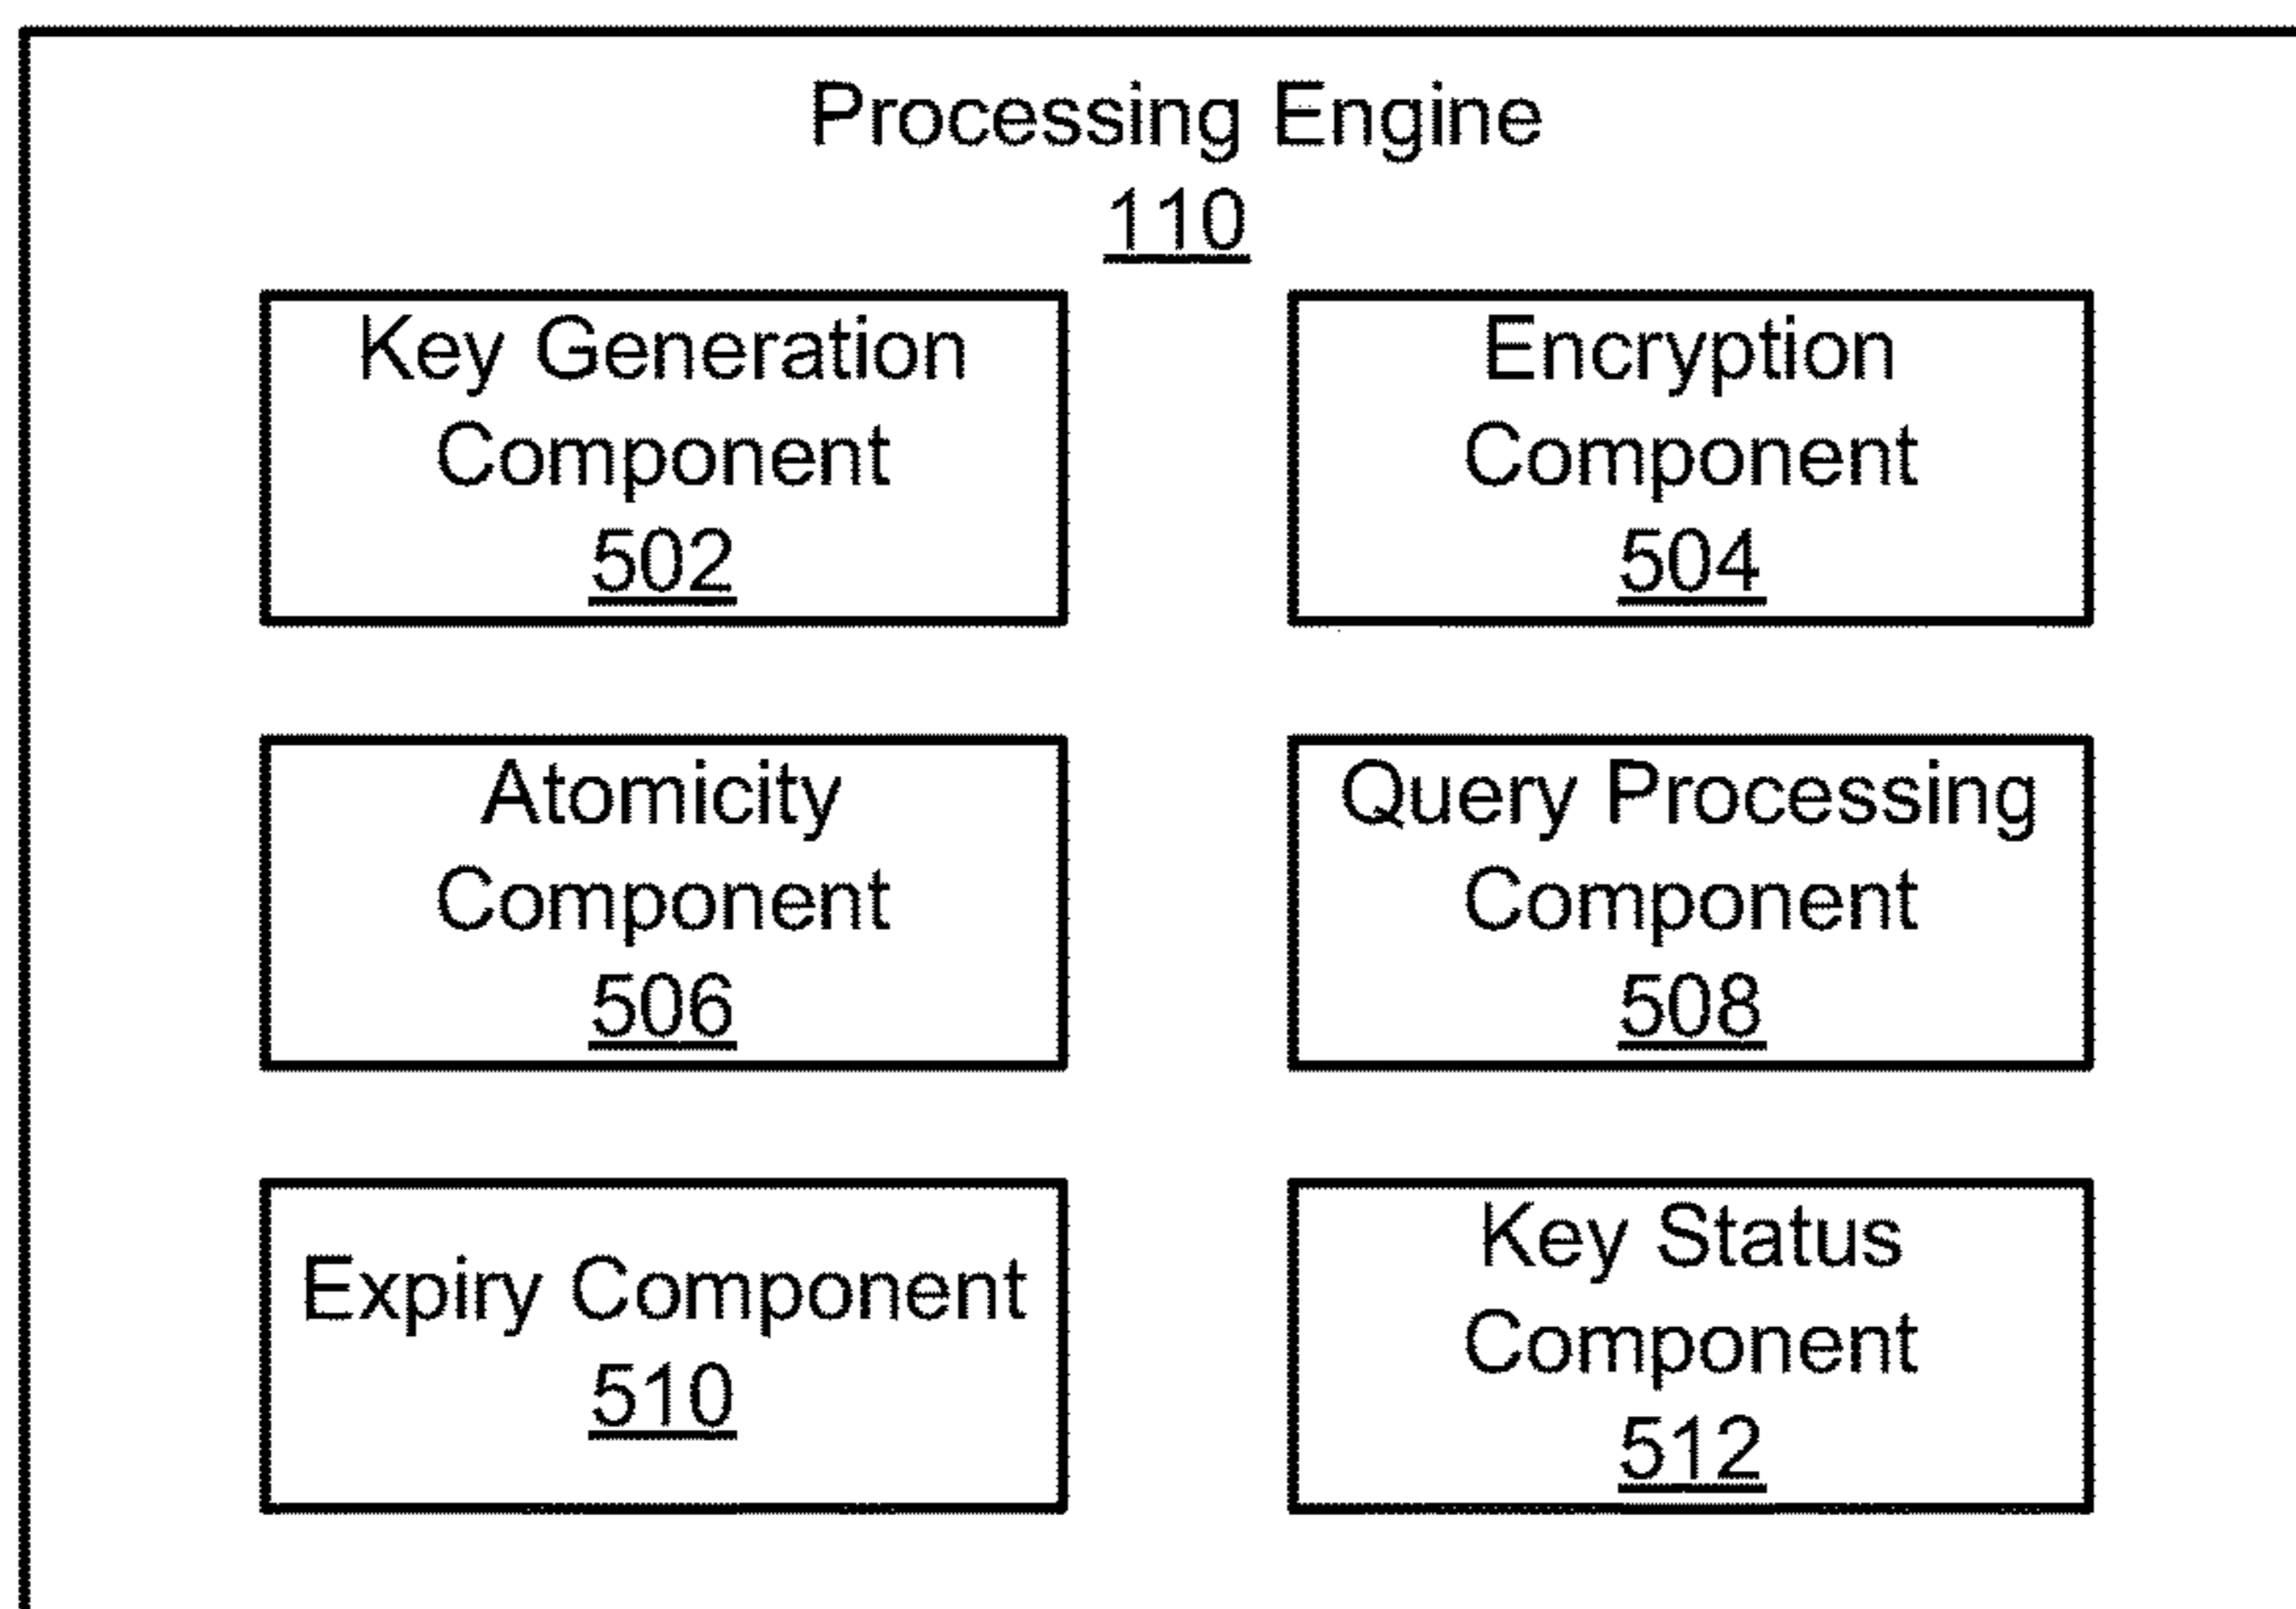 Processing Engine
110
Key Generation
Component
502
Encryption
Component
504
Atomicity
Component
506
Query Processing
Component
508
Expiry Component
510
Key Status
Component
512